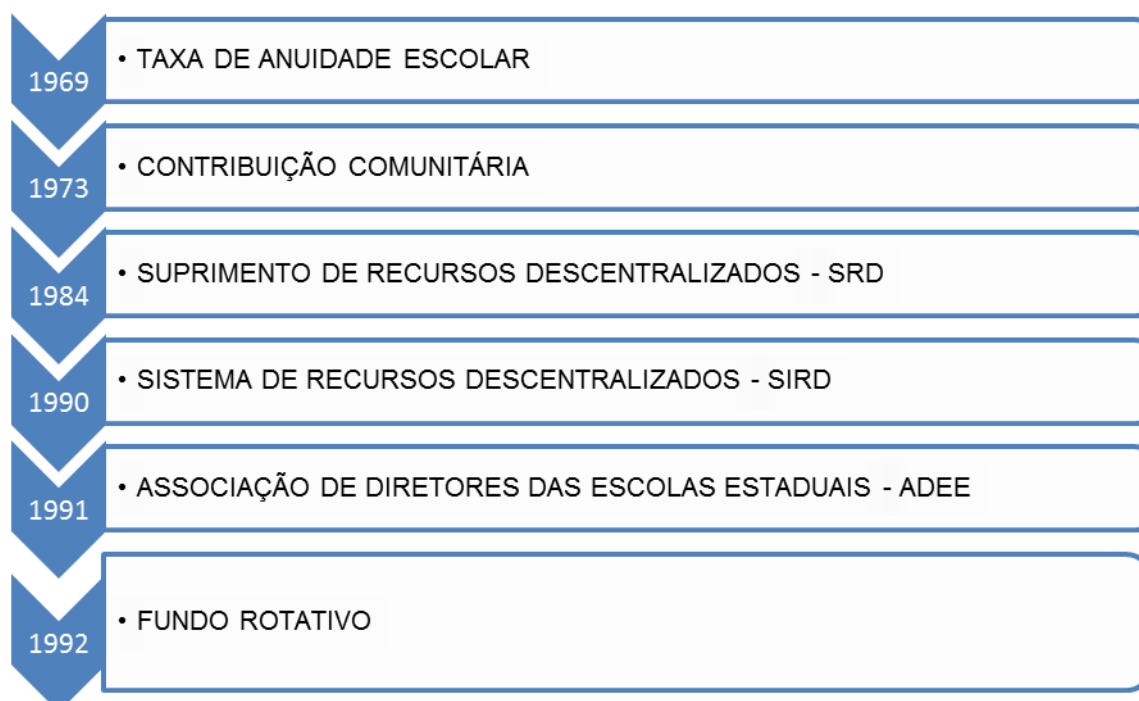 1969
• TAXA DE ANUIDADE ESCOLAR
1973
• CONTRIBUIÇÃO COMUNITÁRIA
1984
• SUPRIMENTO DE RECURSOS DESCENTRALIZADOS - SRD
1990
• SISTEMA DE RECURSOS DESCENTRALIZADOS - SIRD
1991
• ASSOCIAÇÃO DE DIRETORES DAS ESCOLAS ESTADUAIS - ADEE
1992
• FUNDO ROTATIVO